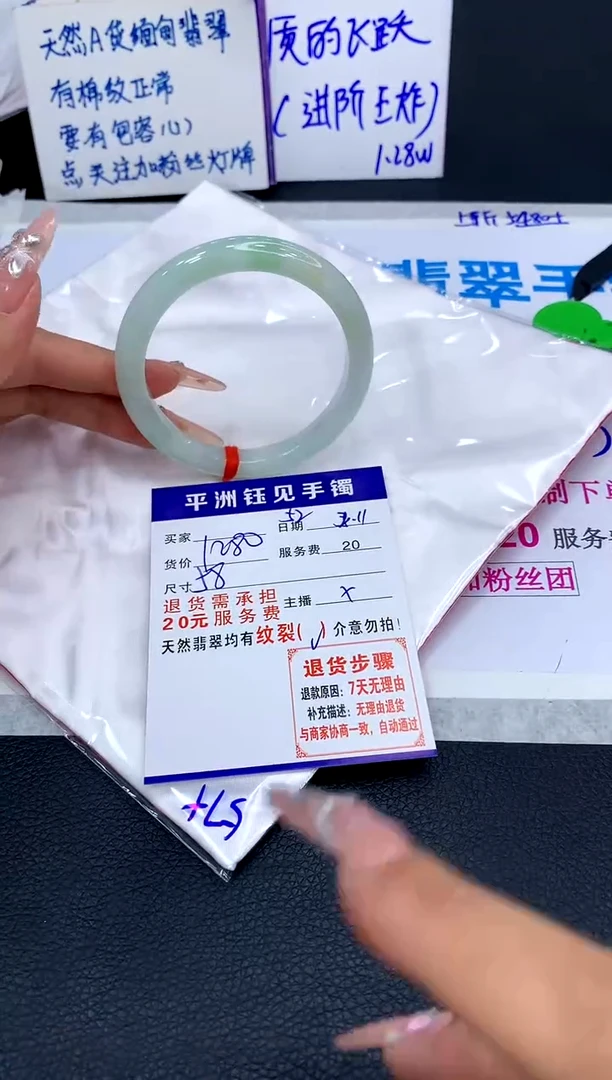 天然A货缅甸翡翠
有棉纹正常
要有包容心)
点关注加粉丝灯牌
质的飞跃
(进阶王炸)
1.28W
翡翠手
平洲钰见手镯
买家
日期
货价 1280
服务费 20
尺寸 58
退货需承担
20元服务费
主播 x
天然翡翠均有纹裂(✓)介意勿拍!
退货步骤
退款原因:7天无理由
补充描述:无理由退货
与商家协商一致,自动通过
制下单
20 服务费
加粉丝团
57+